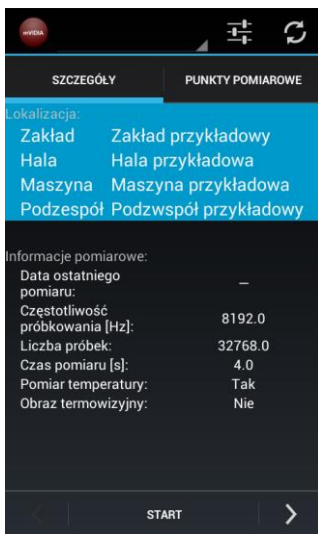 mVIDIA
SZCZEGÓŁY
PUNKTY POMIAROWE
Lokalizacja:
Zakład Zakład przykładowy
Hala Hala przykładowa
Maszyna Maszyna przykładowa
Podzespół Podzwspół przykładowy
Informacje pomiarowe:
Data ostatniego
pomiaru: –
Częstotliwość
próbkowania [Hz]: 8192.0
Liczba próbek: 32768.0
Czas pomiaru [s]: 4.0
Pomiar temperatury: Tak
Obraz termowizyjny: Nie
START